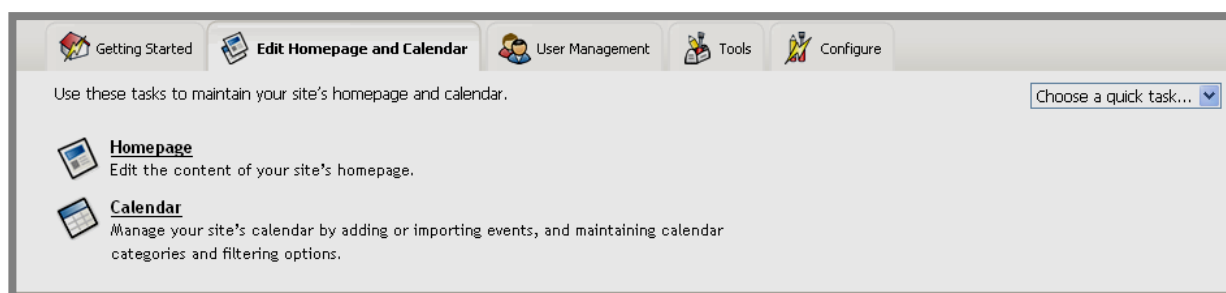 Getting Started Edit Homepage and Calendar User Management Tools Configure
Use these tasks to maintain your site's homepage and calendar. Choose a quick task...
Homepage
Edit the content of your site's homepage.
Calendar
Manage your site's calendar by adding or importing events, and maintaining calendar
categories and filtering options.